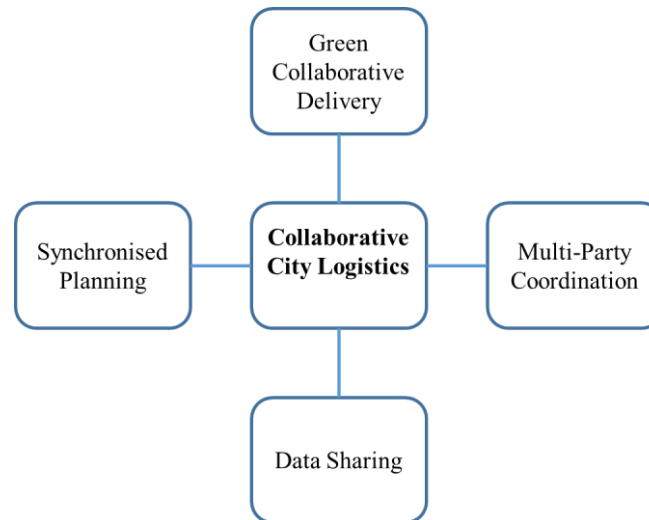 Green
Collaborative
Delivery
Synchronised
Planning
Collaborative
City Logistics
Multi-Party
Coordination
Data Sharing